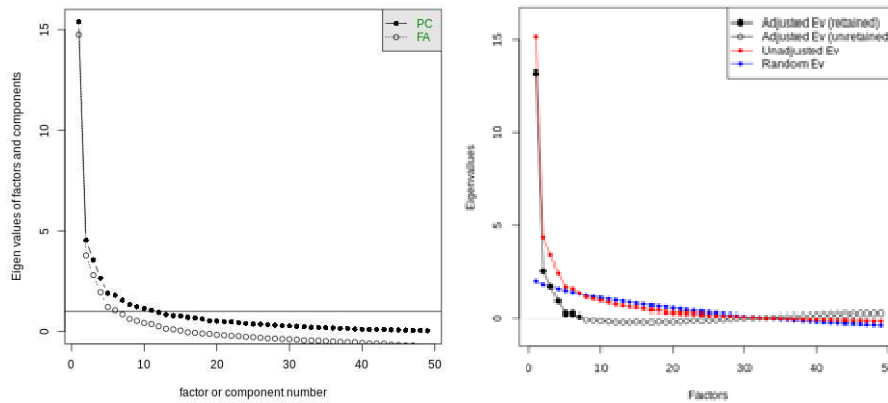 PC
FA
Eigen values of factors and components
15
10
5
0
0 10 20 30 40 50
factor or component number
Adjusted Ev (retained)
Adjusted Ev (unretained)
Unadjusted Ev
Random Ev
Eigenvalues
15
10
5
0
0 10 20 30 40 50
Factors